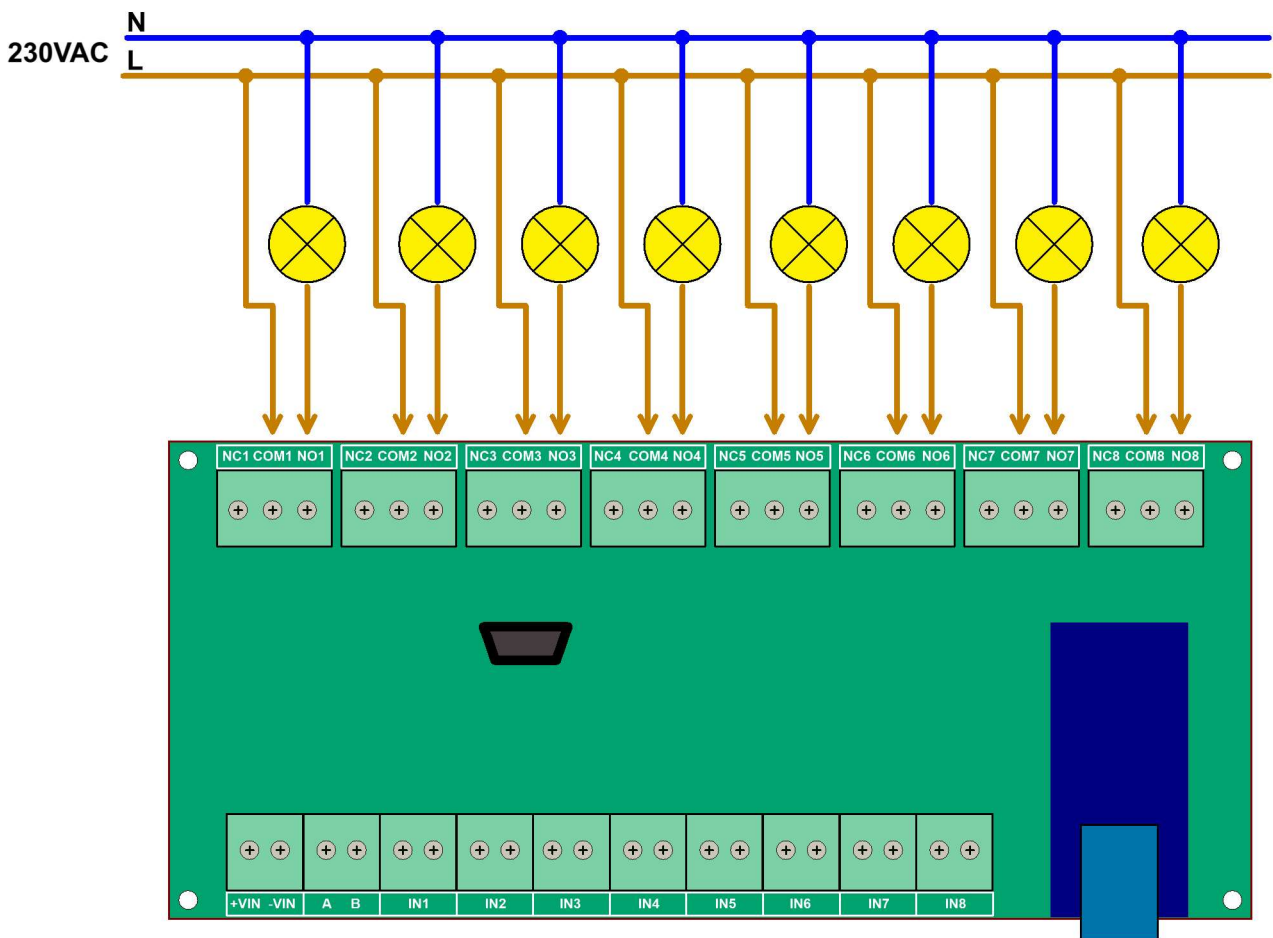 N
230VAC L
NC1 COM1 NO1 NC2 COM2 NO2 NC3 COM3 NO3 NC4 COM4 NO4 NC5 COM5 NO5 NC6 COM6 NO6 NC7 COM7 NO7 NC8 COM8 NO8
+VIN -VIN A B IN1 IN2 IN3 IN4 IN5 IN6 IN7 IN8